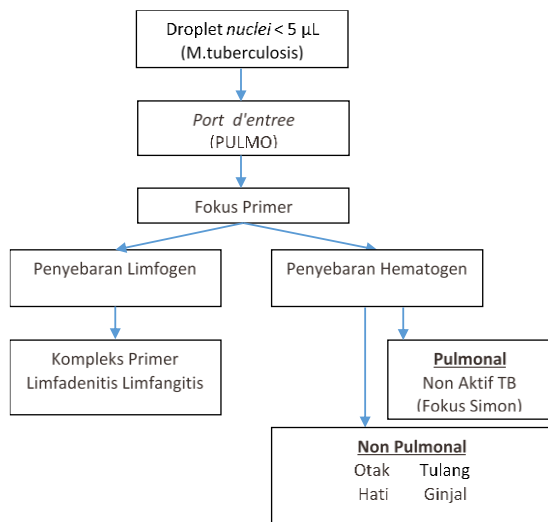 Droplet nuclei < 5 µL
(M.tuberculosis)
Port d'entree
(PULMO)
Fokus Primer
Penyebaran Limfogen
Penyebaran Hematogen
Kompleks Primer
Limfadenitis Limfangitis
Pulmonal
Non Aktif TB
(Fokus Simon)
Non Pulmonal
Otak Tulang
Hati Ginjal